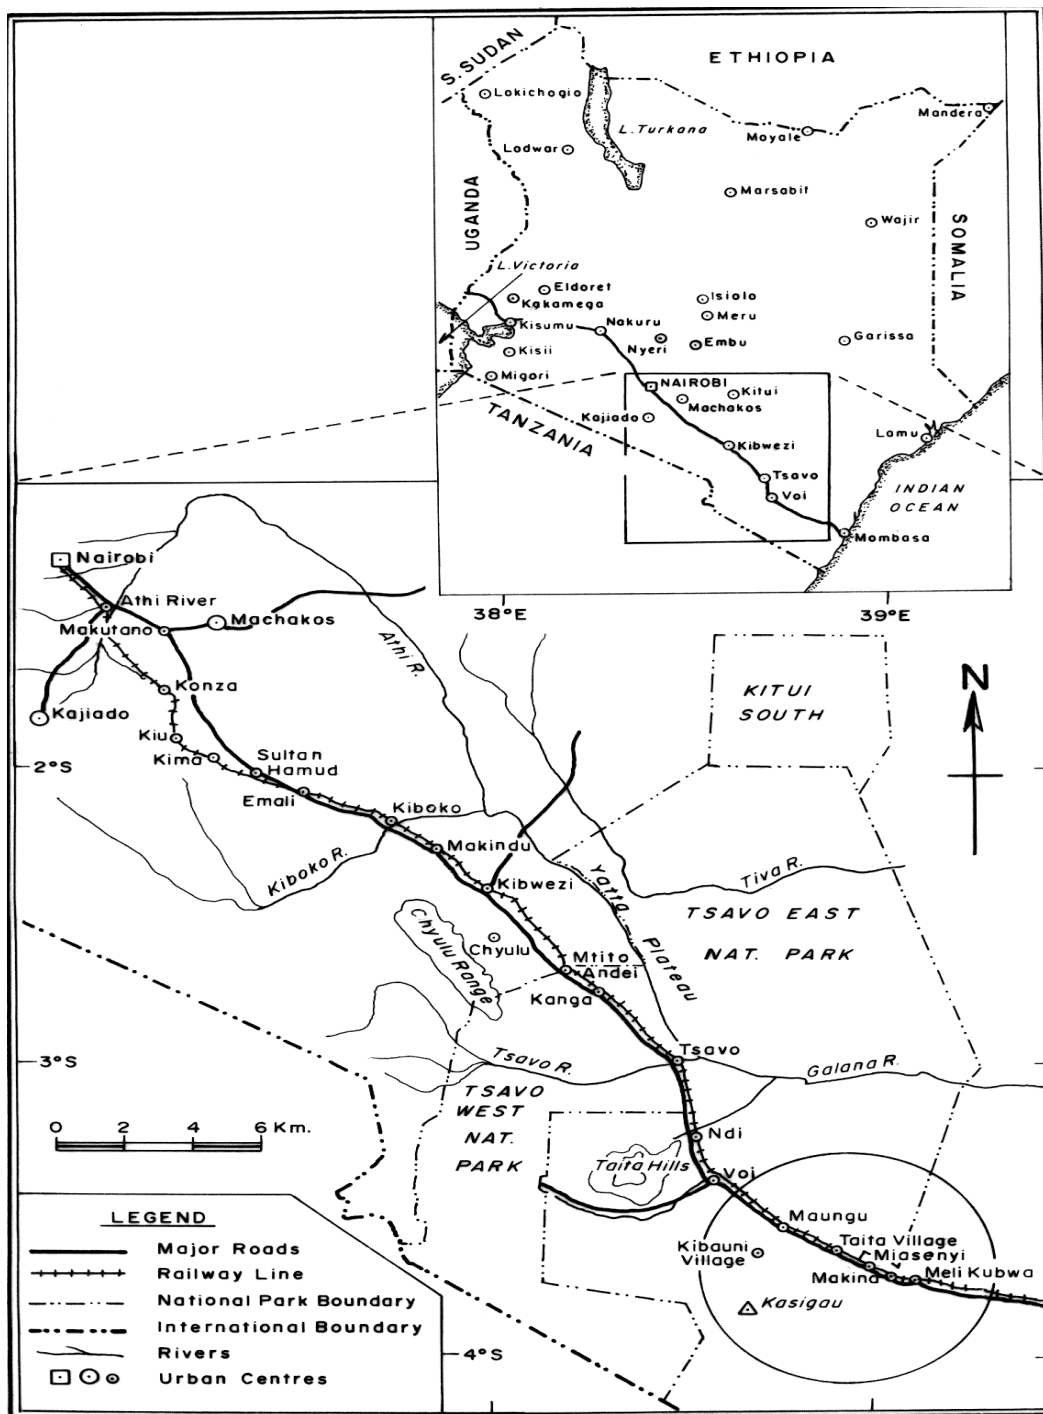 S. SUDAN
ETHIOPIA
Lokichogio
Mandera
L. Turkana
Moyale
Lodwar
Marsabit
UGANDA
Wajir
SOMALIA
L. Victoria
Eldoret
Kakamega
Isiolo
Meru
Kisumu
Nakuru
Nyeri
Embu
Garissa
Kisii
Migori
NAIROBI
Kitui
Machakos
Kajiado
TANZANIA
Lamu
Kibwezi
Tsavo
Voi
INDIAN
OCEAN
Mombasa
38°E
39°E
Nairobi
Athi River
Machakos
Makutano
Athi R.
Konza
Kajiado
KITUI
SOUTH
N
Kiu
Kima
Sultan
Hamud
2°S
Emali
Kiboko
Makindu
Kiboko R.
Kibwezi
Tiva R.
Yatta
Plateau
TSAVO EAST
NAT. PARK
Chyulu Range
Chyulu
Mtito
Andei
Kanga
Tsavo
3°S
Tsavo R.
Galana R.
TSAVO
WEST
NAT.
PARK
0 2 4 6 Km.
Ndi
Taita Hills
Voi
Maungu
Taita Village
Miasenyi
Kibauni
Village
Makina
Meli Kubwa
Kasigau
4°S
LEGEND
Major Roads
Railway Line
National Park Boundary
International Boundary
Rivers
Urban Centres